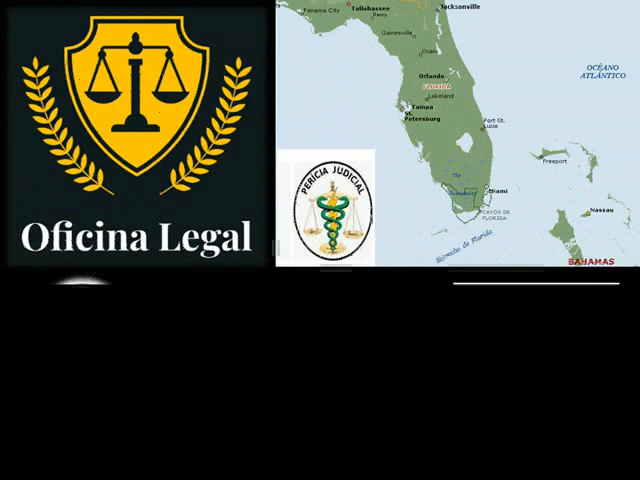 Oficina Legal
Panama City
Tallahassee
Perry
Jacksonville
Gainesville
Ocala
Orlando
FLORIDA
Lakeland
Tampa
St.
Petersburg
Port St.
Lucie
OCÉANO
ATLÁNTICO
Freeport
The
Miami
CAYOS DE
FLORIDA
Nassau
Estrecho de Florida
BAHAMAS
PERICIA JUDICIAL